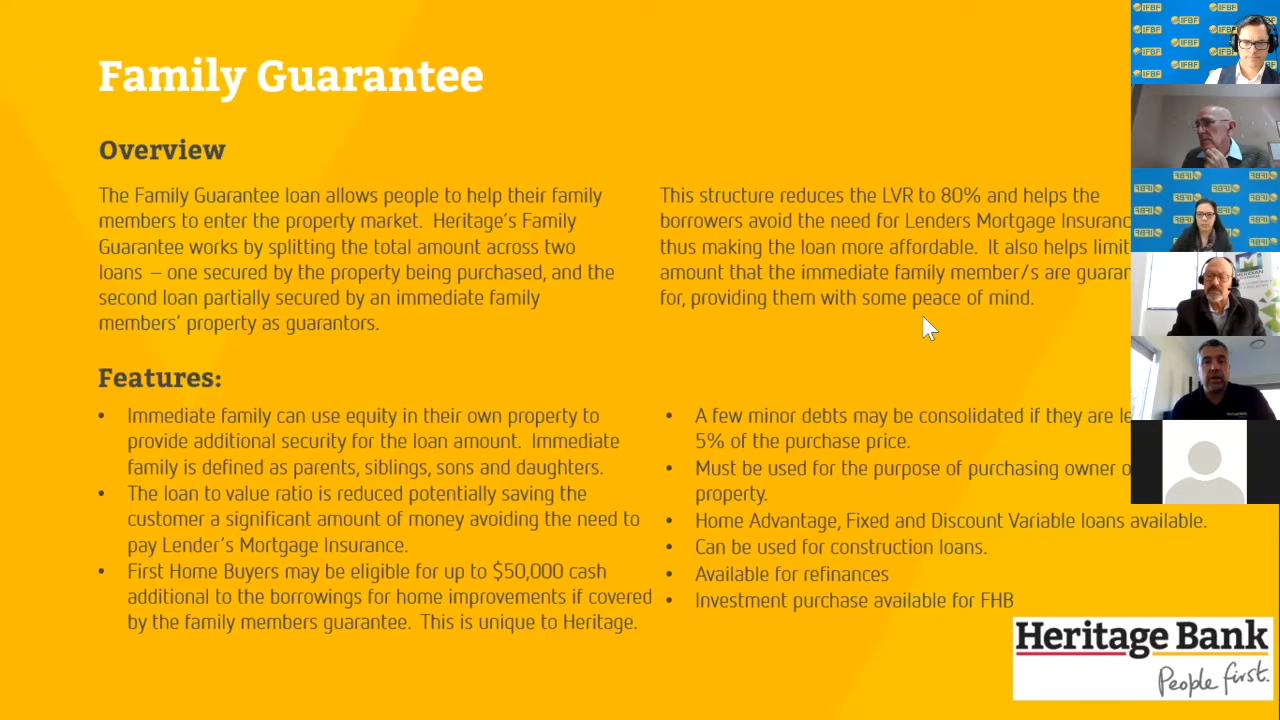 Family Guarantee
Overview
The Family Guarantee loan allows people to help their family
members to enter the property market. Heritage's Family
Guarantee works by splitting the total amount across two
loans – one secured by the property being purchased, and the
second loan partially secured by an immediate family
members' property as guarantors.
This structure reduces the LVR to 80% and helps the
borrowers avoid the need for Lenders Mortgage Insuranc
thus making the loan more affordable. It also helps limit
amount that the immediate family member/s are guaran
for, providing them with some peace of mind.
Features:
• Immediate family can use equity in their own property to
provide additional security for the loan amount. Immediate
family is defined as parents, siblings, sons and daughters.
• The loan to value ratio is reduced potentially saving the
customer a significant amount of money avoiding the need to
pay Lender's Mortgage Insurance.
• First Home Buyers may be eligible for up to $50,000 cash
additional to the borrowings for home improvements if covered
by the family members guarantee. This is unique to Heritage.
• A few minor debts may be consolidated if they are le
5% of the purchase price.
• Must be used for the purpose of purchasing owner o
property.
• Home Advantage, Fixed and Discount Variable loans available.
• Can be used for construction loans.
• Available for refinances
• Investment purchase available for FHB
Heritage Bank
People first.
IFBF IFBF
IFBF IFBF
IFBF
IFBF
MERIDIAN